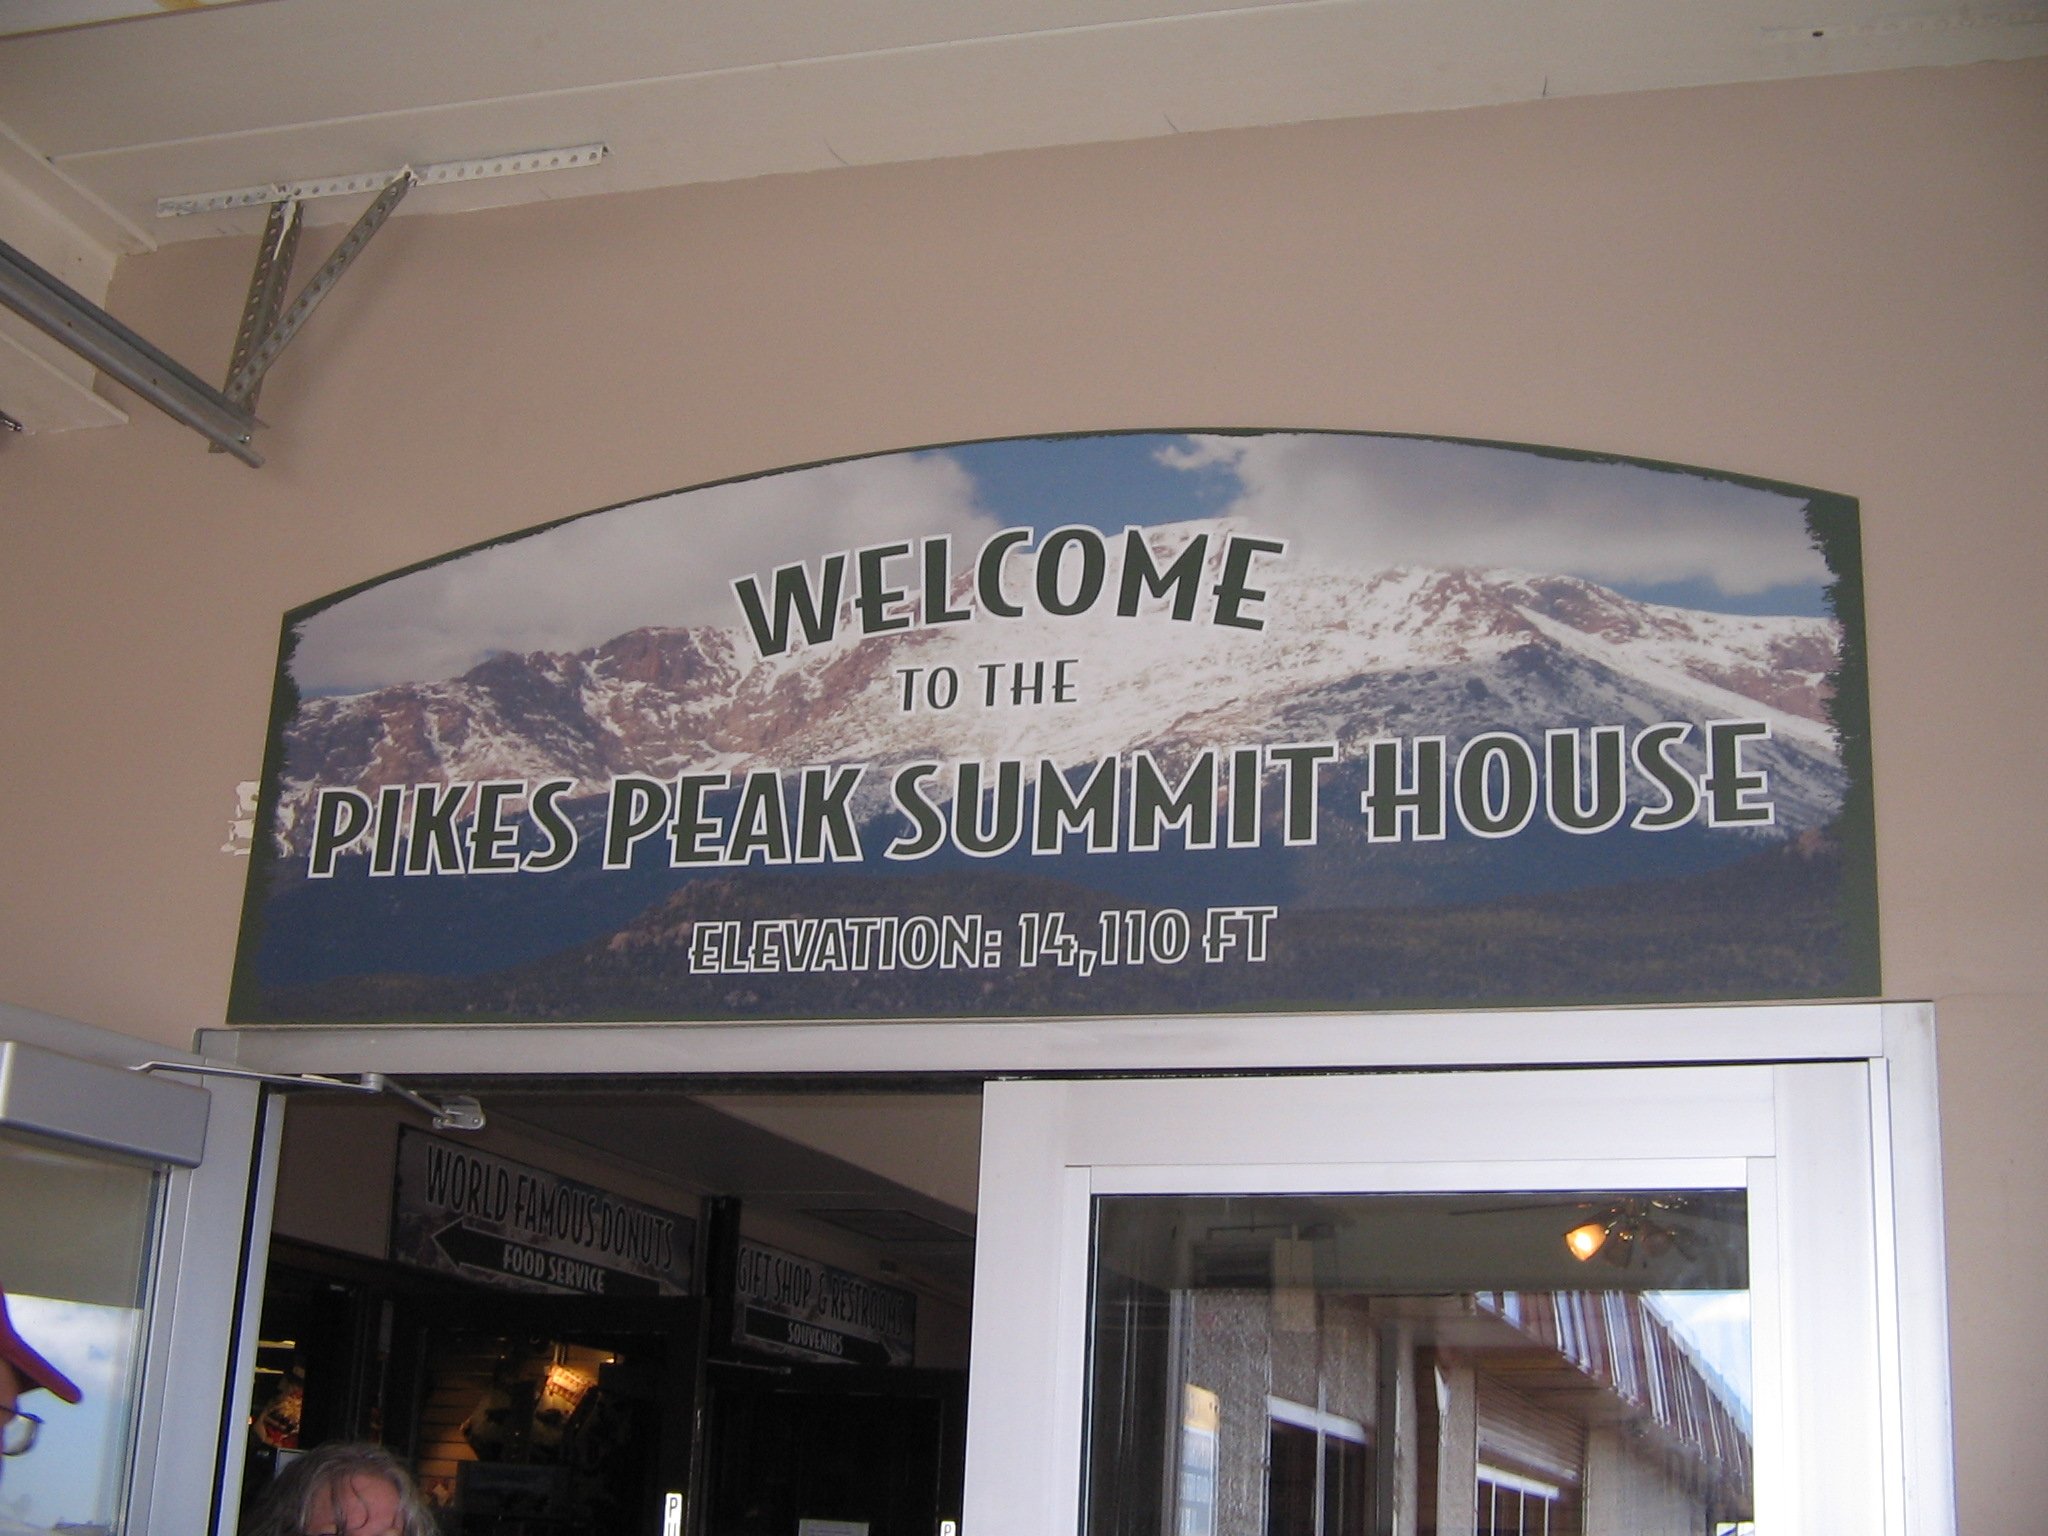 WELCOME
TO THE
PIKES PEAK SUMMIT HOUSE
ELEVATION: 14,110 FT
WORLD FAMOUS DONUTS
FOOD SERVICE
GIFT SHOP & RESTROOMS
SOUVENIRS
PU
P